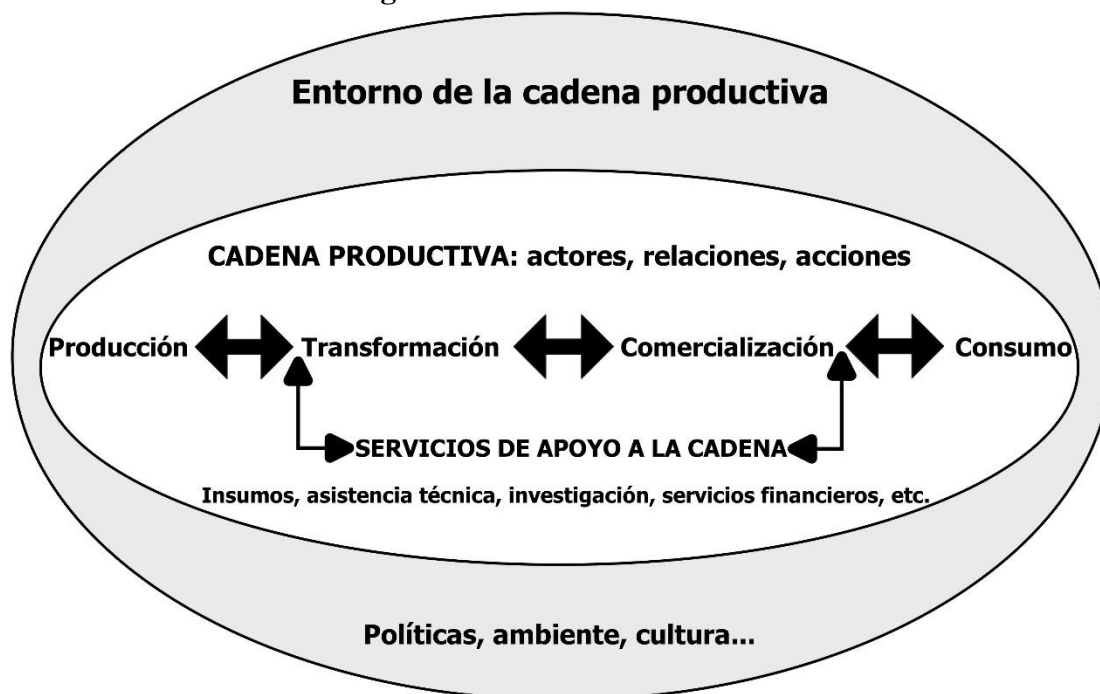 Entorno de la cadena productiva
CADENA PRODUCTIVA: actores, relaciones, acciones
Producción Transformación Comercialización Consumo
SERVICIOS DE APOYO A LA CADENA
Insumos, asistencia técnica, investigación, servicios financieros, etc.
Políticas, ambiente, cultura...